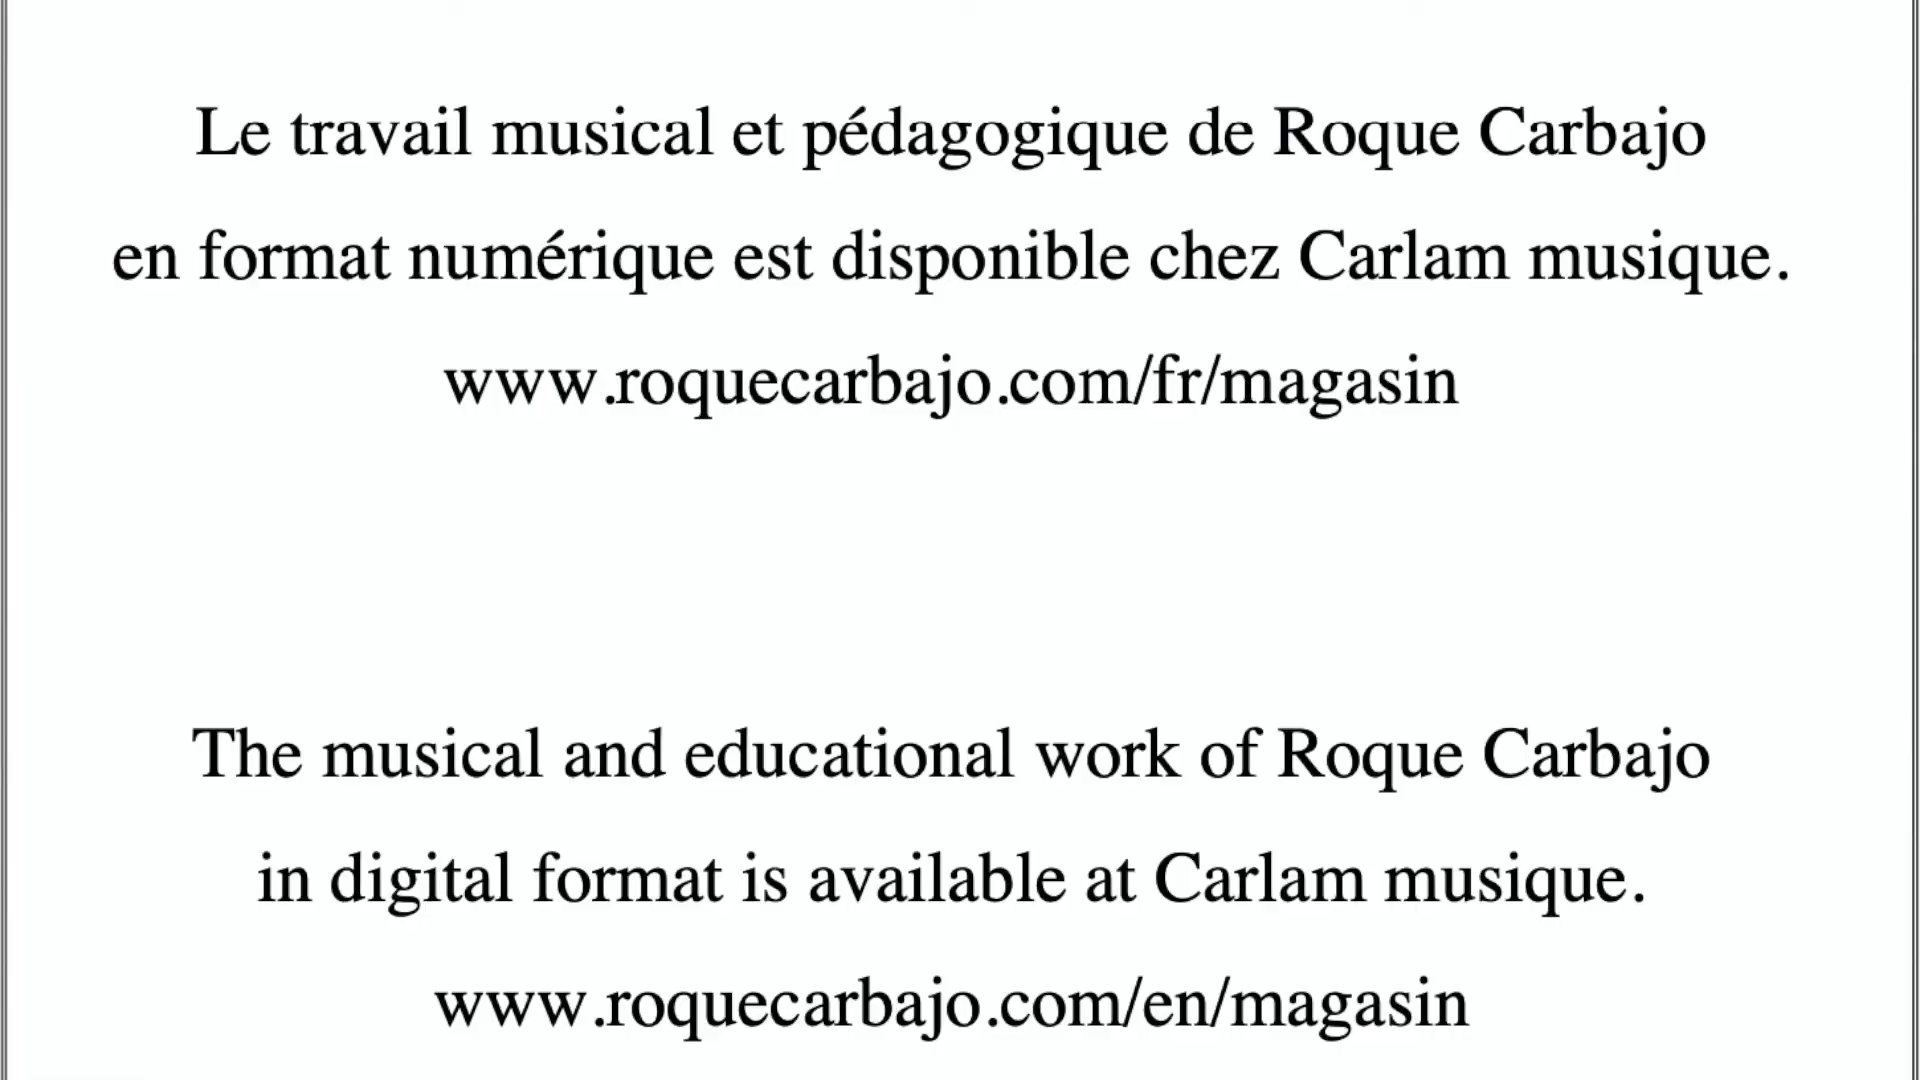 Le travail musical et pédagogique de Roque Carbajo
en format numérique est disponible chez Carlam musique.
www.roquecarbajo.com/fr/magasin
The musical and educational work of Roque Carbajo
in digital format is available at Carlam musique.
www.roquecarbajo.com/en/magasin